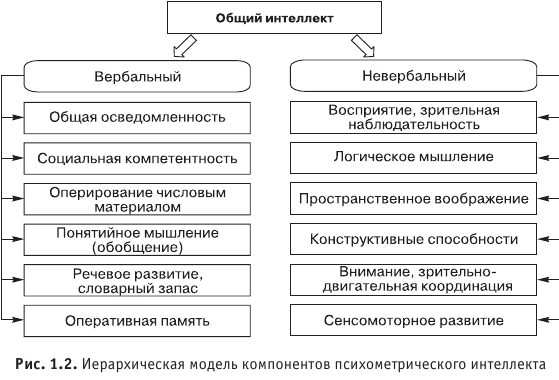 Общий интеллект
Вербальный
Общая осведомленность
Социальная компетентность
Оперирование числовым
материалом
Понятийное мышление
(обобщение)
Речевое развитие,
словарный запас
Оперативная память
Невербальный
Восприятие, зрительная
наблюдательность
Логическое мышление
Пространственное воображение
Конструктивные способности
Внимание, зрительно-
двигательная координация
Сенсомоторное развитие
Рис. 1.2. Иерархическая модель компонентов психометрического интеллекта